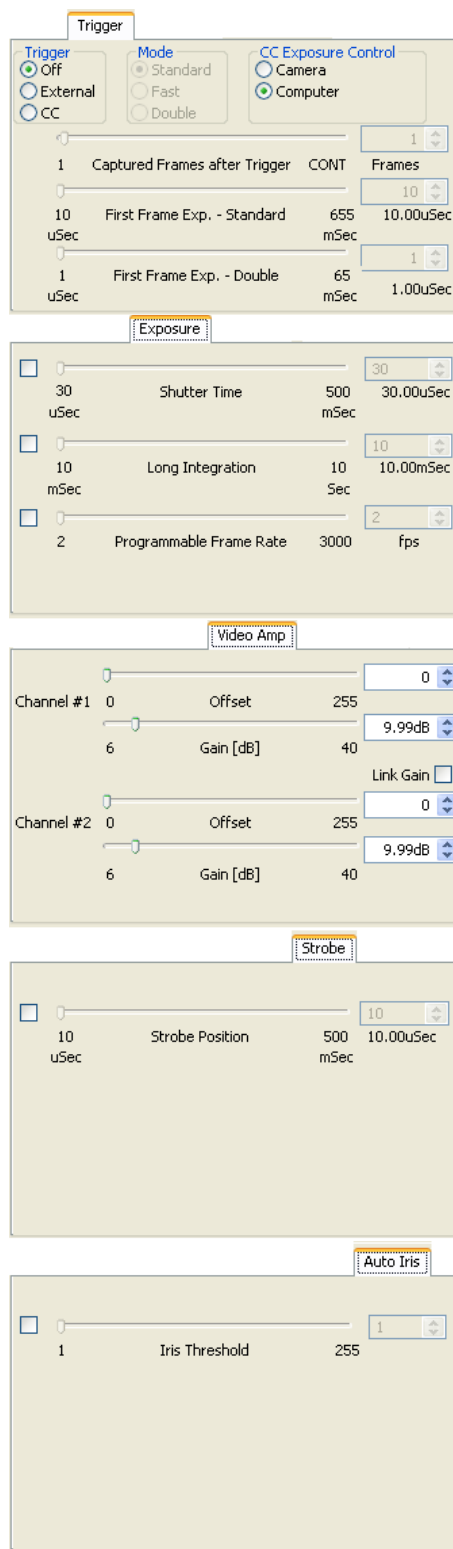 Trigger
Trigger Mode CC Exposure Control
Off Standard Camera
External Fast Computer
CC Double
1
1 Captured Frames after Trigger CONT Frames
10
10 First Frame Exp. - Standard 655 10.00uSec
uSec mSec
1
1 First Frame Exp. - Double 65
uSec mSec 1.00uSec
Exposure
30
30 Shutter Time 500 30.00uSec
uSec mSec
10
10 Long Integration 10 10.00mSec
mSec Sec
2
2 Programmable Frame Rate 3000 fps
Video Amp
0
Channel #1 0 Offset 255
9.99dB
6 Gain [dB] 40
Link Gain
0
Channel #2 0 Offset 255
9.99dB
6 Gain [dB] 40
Strobe
10
10 Strobe Position 500 10.00uSec
uSec mSec
Auto Iris
1
1 Iris Threshold 255